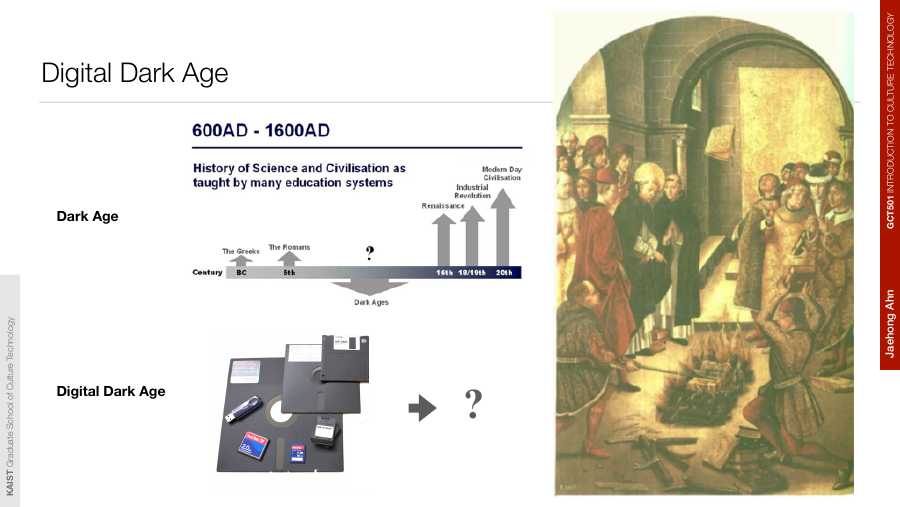 Digital Dark Age
600AD - 1600AD
History of Science and Civilisation as
taught by many education systems
Modern Day
Civilisation
Industrial
Revolution
Renaissance
Dark Age
The Greeks
The Romans
?
Century
BC
5th
16th
18/19th
20th
Dark Ages
Digital Dark Age
?
GCT501 INTRODUCTION TO CULTURE TECHNOLOGY
Jaehong Ahn
KAIST Graduate School of Culture Technology